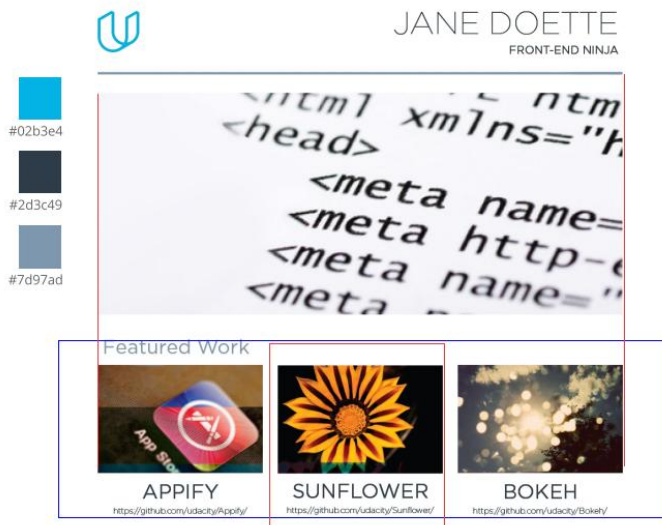 JANE DOETTE
FRONT-END NINJA
#02b3e4
#2d3c49
#7d97ad
<html xmlns="h
<head>
<meta name=
<meta http-e
<meta name="
<meta
Featured Work
App Sto
APPIFY
https://github.com/udacity/Appify/
SUNFLOWER
https://github.com/udacity/Sunflower/
BOKEH
https://github.com/udacity/Bokeh/